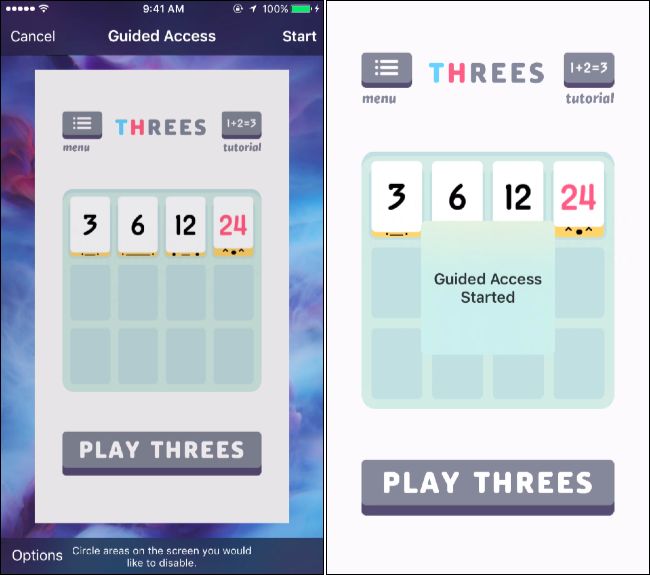 9:41 AM 100%
Cancel Guided Access Start
1+2=3
THREES
menu tutorial
3 6 12 24
PLAY THREES
Options
Circle areas on the screen you would
like to disable.
1+2=3
THREES
menu tutorial
3 6 12 24
Guided Access
Started
PLAY THREES